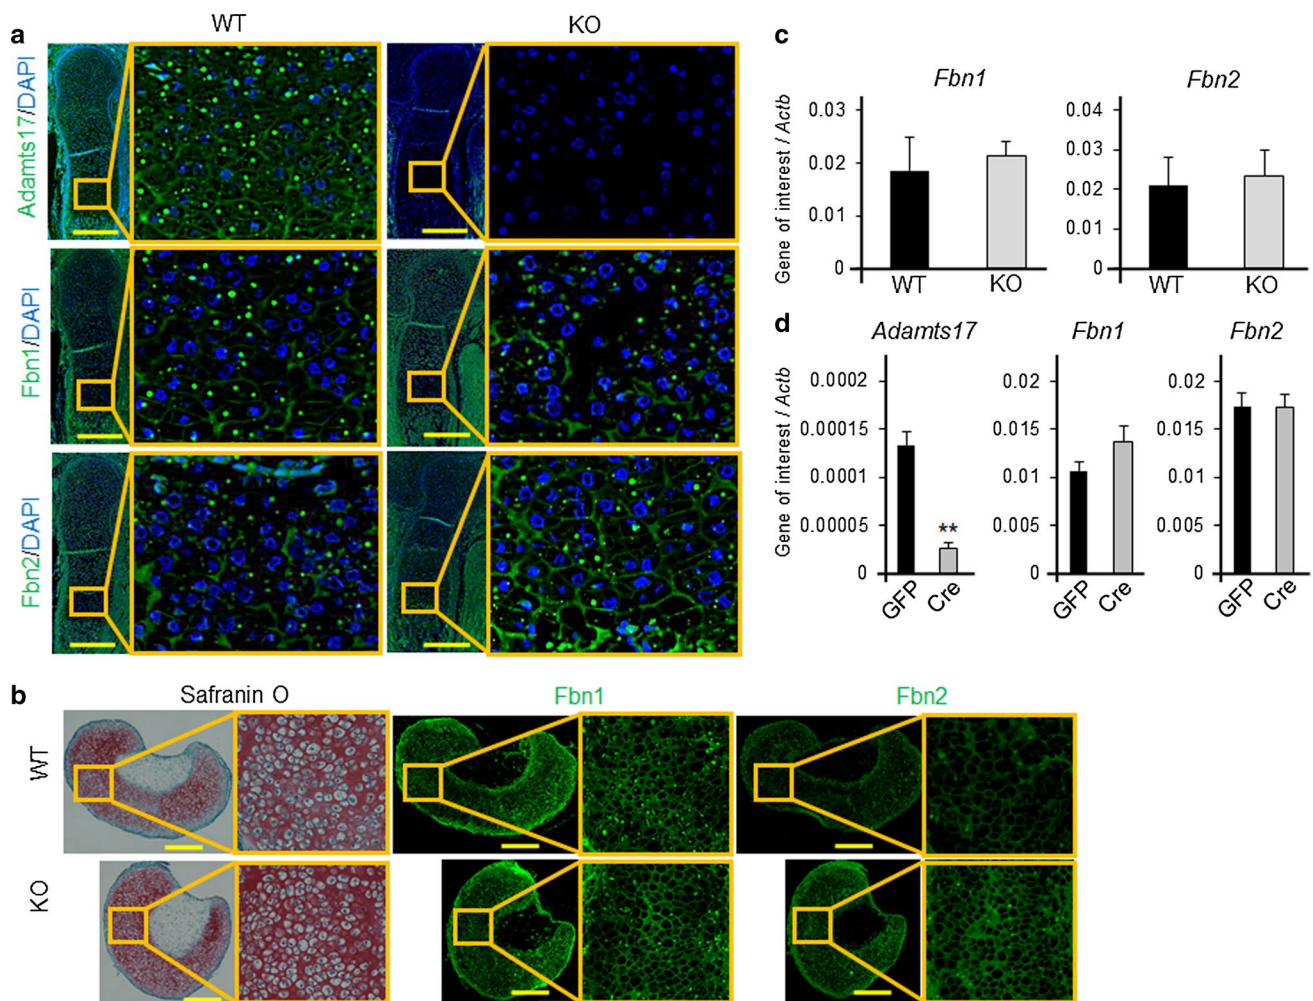 a
WT
KO
Adamts17/DAPI
Fbn1/DAPI
Fbn2/DAPI
b
Safranin O
Fbn1
Fbn2
WT
KO
c
Fbn1
Fbn2
Gene of interest / Actb
0.03
0.02
0.01
0
WT
KO
0.04
0.03
0.02
0.01
0
WT
KO
d
Adamts17
Fbn1
Fbn2
Gene of interest / Actb
0.0002
0.00015
0.0001
0.00005
0
**
GFP
Cre
0.02
0.015
0.01
0.005
0
GFP
Cre
0.02
0.015
0.01
0.005
0
GFP
Cre